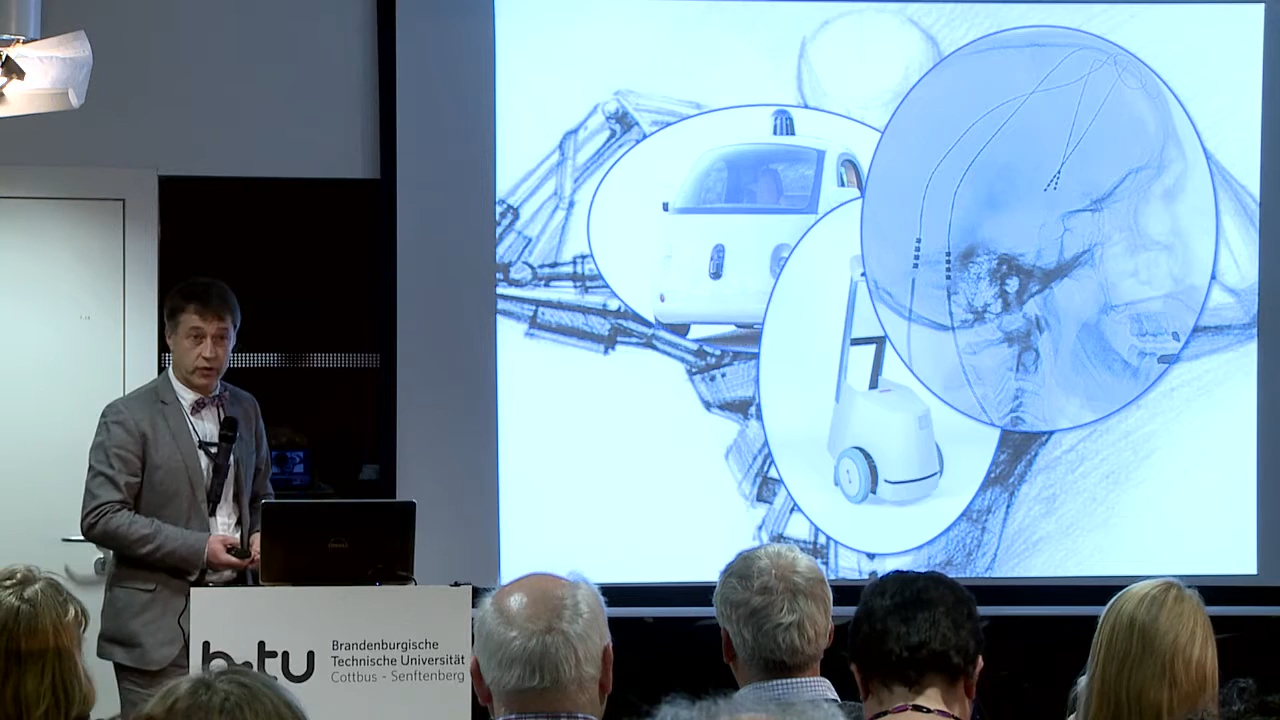 b-tu
Brandenburgische
Technische Universität
Cottbus - Senftenberg